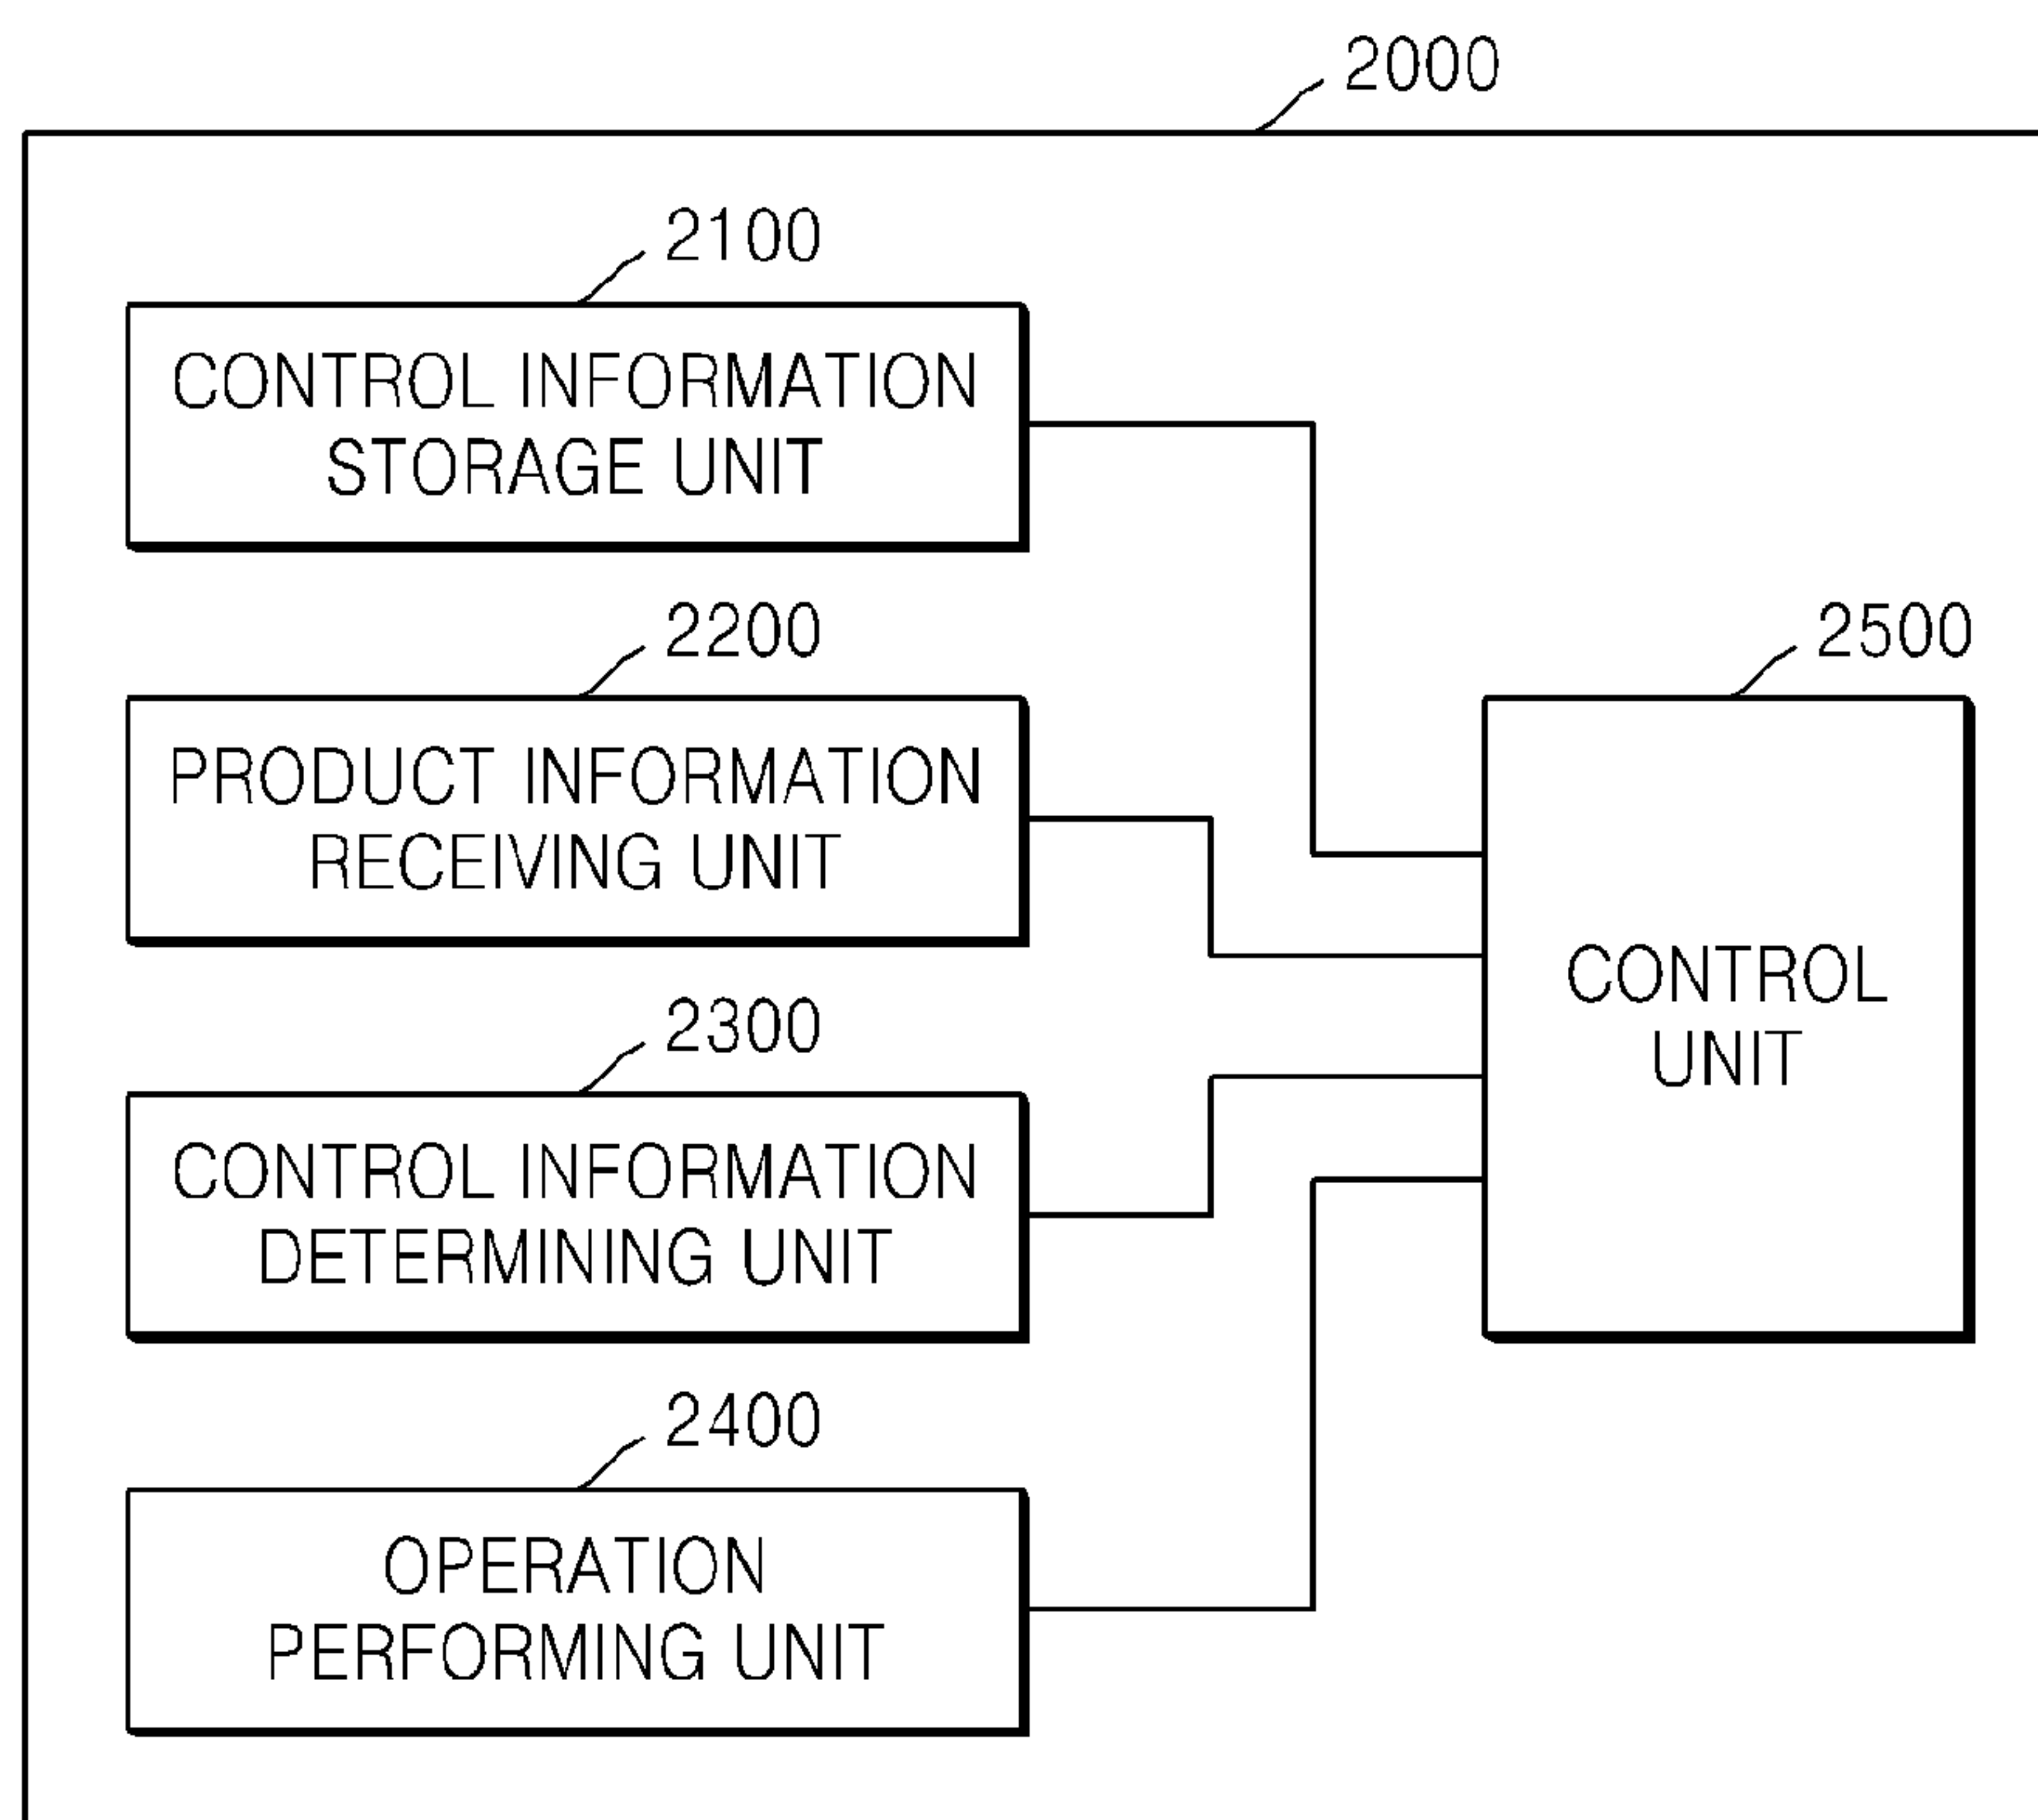 2000
2100
CONTROL INFORMATION
STORAGE UNIT
2200
PRODUCT INFORMATION
RECEIVING UNIT
2300
CONTROL INFORMATION
DETERMINING UNIT
2400
OPERATION
PERFORMING UNIT
2500
CONTROL
UNIT